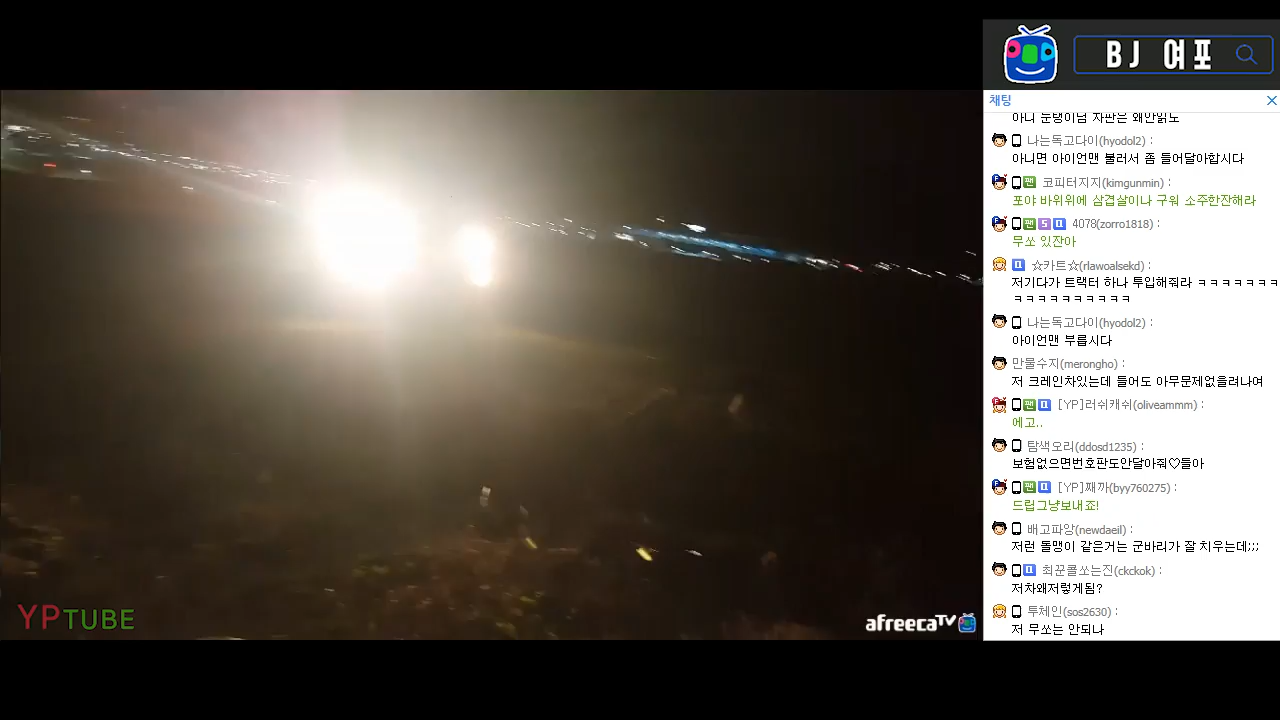 BJ 여포
채팅
아니 눈탱이넘 자판은 왜안읽노
나는독고다이(hyodol2) :
아니면 아이언맨 불러서 좀 들어달아합시다
코피터지지(kimgunmin) :
포야 바위위에 삼겹살이나 구워 소주한잔해라
4078(zorro1818) :
무쏘 있잔아
☆카트☆(rlawoalsekd) :
저기다가 트랙터 하나 투입해줘라 ㅋㅋㅋㅋㅋㅋㅋ
ㅋㅋㅋㅋㅋㅋㅋㅋㅋㅋ
나는독고다이(hyodol2) :
아이언맨 부릅시다
만물수지(merongho) :
저 크레인차있는데 들어도 아무문제없을려나여
[YP]러쉬캐쉬(oliveammm) :
에고..
탐색오리(ddosd1235) :
보험없으면번호판도안달아줘♡들아
[YP]째까(byy760275) :
드럽그냥보내죠!
배고파앙(newdaeil) :
저런 돌맹이 같은거는 군바리가 잘 치우는데;;;
최꾼콜쏘는진(ckckok) :
저차왜저렇게됨?
투체인(sos2630) :
저 무쏘는 안되나
YPTUBE
afreecaTV